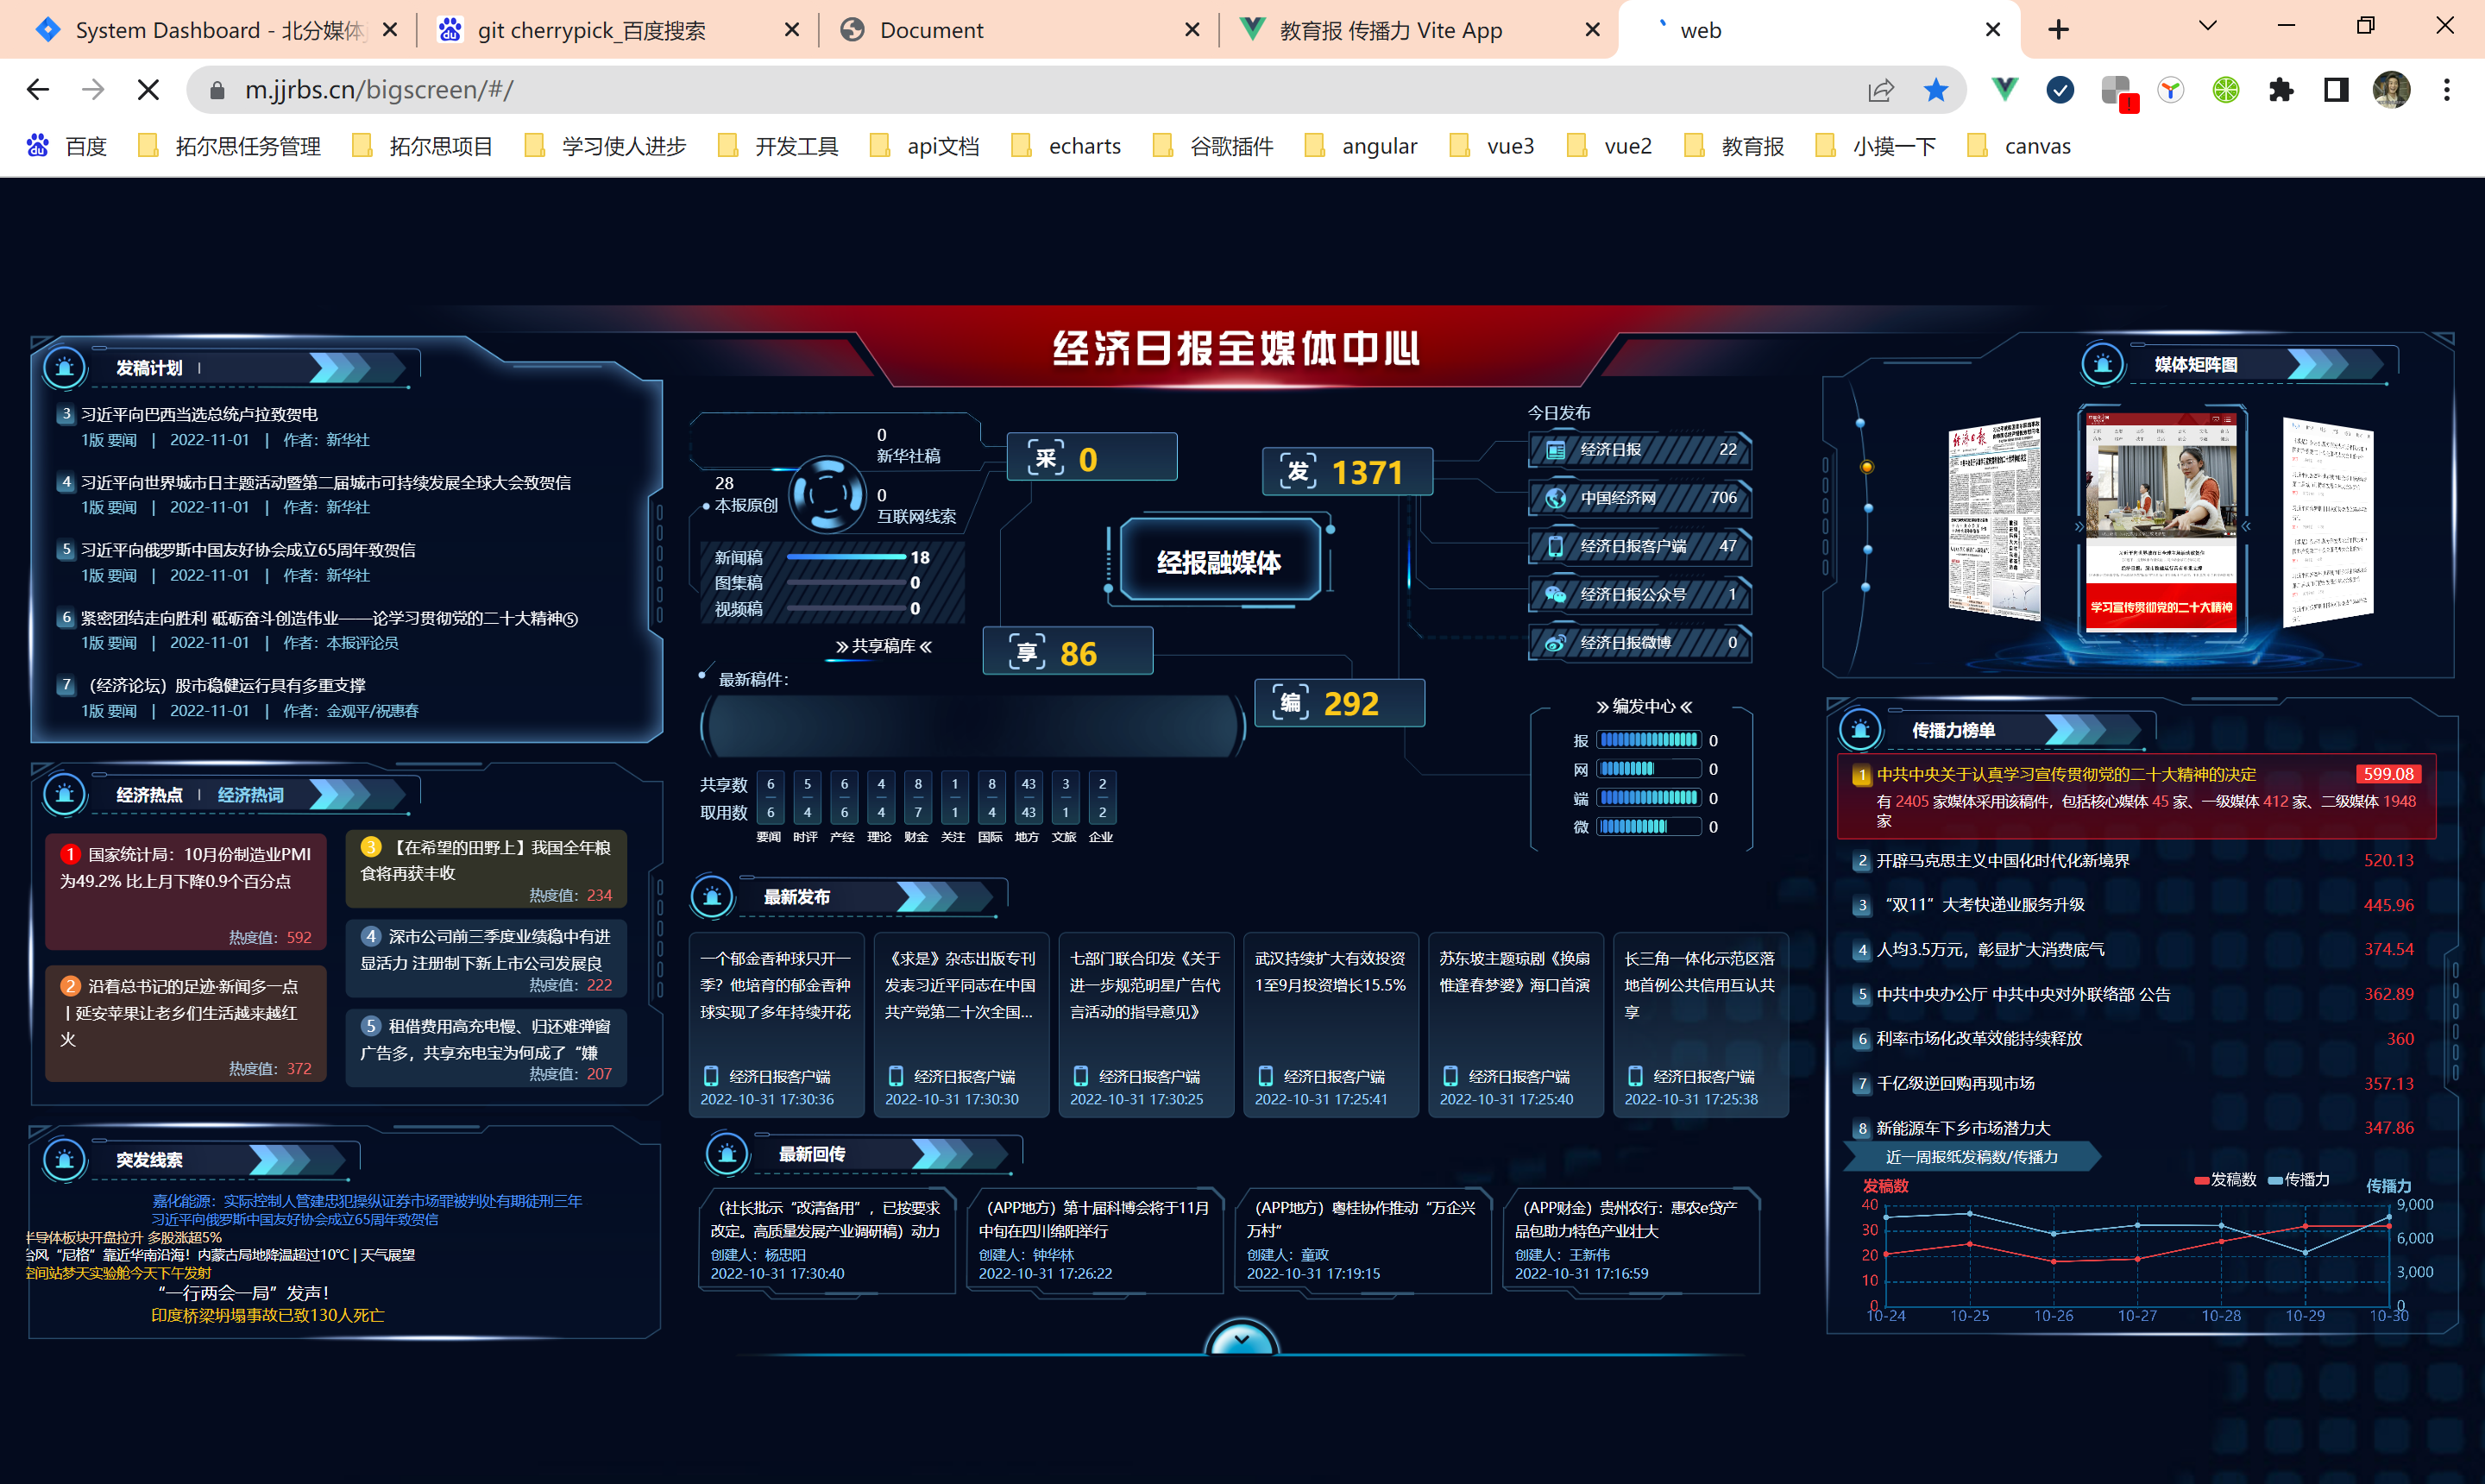 System Dashboard - 北分媒体
git cherrypick_百度搜索
Document
教育报 传播力 Vite App
web
m.jjrbs.cn/bigscreen/#/
百度
拓尔思任务管理
拓尔思项目
学习使人进步
开发工具
api文档
echarts
谷歌插件
angular
vue3
vue2
教育报
小摸一下
canvas
经济日报全媒体中心
发稿计划
3 习近平向巴西当选总统卢拉致贺电
1版 要闻 | 2022-11-01 | 作者：新华社
4 习近平向世界城市日主题活动暨第二届城市可持续发展全球大会致贺信
1版 要闻 | 2022-11-01 | 作者：新华社
5 习近平向俄罗斯中国友好协会成立65周年致贺信
1版 要闻 | 2022-11-01 | 作者：新华社
6 紧密团结走向胜利 砥砺奋斗创造伟业——论学习贯彻党的二十大精神⑤
1版 要闻 | 2022-11-01 | 作者：本报评论员
7 （经济论坛）股市稳健运行具有多重支撑
1版 要闻 | 2022-11-01 | 作者：金观平/祝惠春
经济热点 | 经济热词
1 国家统计局：10月份制造业PMI
为49.2% 比上月下降0.9个百分点
热度值：592
2 沿着总书记的足迹·新闻多一点
丨延安苹果让老乡们生活越来越红
火
热度值：372
3 【在希望的田野上】我国全年粮
食将再获丰收
热度值：234
4 深市公司前三季度业绩稳中有进
显活力 注册制下新上市公司发展良
热度值：222
5 租借费用高充电慢、归还难弹窗
广告多，共享充电宝为何成了“嫌
热度值：207
突发线索
嘉化能源：实际控制人管建忠犯操纵证券市场罪被判处有期徒刑三年
习近平向俄罗斯中国友好协会成立65周年致贺信
半导体板块开盘拉升 多股涨超5%
台风“尼格”靠近华南沿海！内蒙古局地降温超过10℃ | 天气展望
空间站梦天实验舱今天下午发射
“一行两会一局”发声！
印度桥梁坍塌事故已致130人死亡
0
新华社稿
28
本报原创
0
互联网线索
新闻稿 18
图集稿 0
视频稿 0
共享稿库
最新稿件：
采 0
发 1371
经报融媒体
享 86
编 292
今日发布
经济日报 22
中国经济网 706
经济日报客户端 47
经济日报公众号 1
经济日报微博 0
编发中心
报 0
网 0
端 0
微 0
共享数 6 5 6 4 8 1 8 43 3 2
取用数 6 4 6 4 7 1 4 43 1 2
要闻 时评 产经 理论 财金 关注 国际 地方 文旅 企业
最新发布
一个郁金香种球只开一
季？他培育的郁金香种
球实现了多年持续开花
经济日报客户端
2022-10-31 17:30:36
《求是》杂志出版专刊
发表习近平同志在中国
共产党第二十次全国...
经济日报客户端
2022-10-31 17:30:30
七部门联合印发《关于
进一步规范明星广告代
言活动的指导意见》
经济日报客户端
2022-10-31 17:30:25
武汉持续扩大有效投资
1至9月投资增长15.5%
经济日报客户端
2022-10-31 17:25:41
苏东坡主题琼剧《换扇
惟逢春梦婆》海口首演
经济日报客户端
2022-10-31 17:25:40
长三角一体化示范区落
地首例公共信用互认共
享
经济日报客户端
2022-10-31 17:25:38
最新回传
（社长批示“改清备用”，已按要求
改定。高质量发展产业调研稿）动力
创建人：杨忠阳
2022-10-31 17:30:40
（APP地方）第十届科博会将于11月
中旬在四川绵阳举行
创建人：钟华林
2022-10-31 17:26:22
（APP地方）粤桂协作推动“万企兴
万村”
创建人：童政
2022-10-31 17:19:15
（APP财金）贵州农行：惠农e贷产
品包助力特色产业壮大
创建人：王新伟
2022-10-31 17:16:59
媒体矩阵图
经济日报
学习宣传贯彻党的二十大精神
传播力榜单
1 中共中央关于认真学习宣传贯彻党的二十大精神的决定 599.08
有 2405 家媒体采用该稿件，包括核心媒体 45 家、一级媒体 412 家、二级媒体 1948
家
2 开辟马克思主义中国化时代化新境界 520.13
3 “双11”大考快递业服务升级 445.96
4 人均3.5万元，彰显扩大消费底气 374.54
5 中共中央办公厅 中共中央对外联络部 公告 362.89
6 利率市场化改革效能持续释放 360
7 千亿级逆回购再现市场 357.13
8 新能源车下乡市场潜力大 347.86
近一周报纸发稿数/传播力
发稿数 传播力
发稿数 传播力
40 9,000
30 6,000
20
10 3,000
0 0
10-24 10-25 10-26 10-27 10-28 10-29 10-30